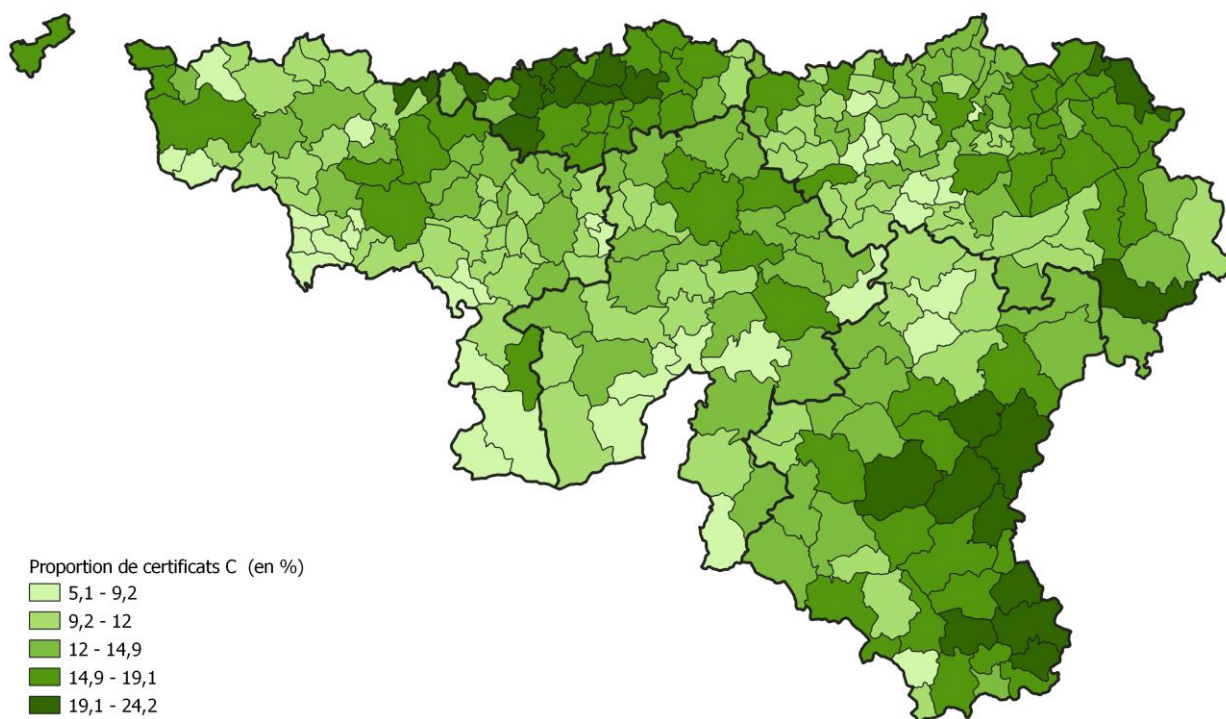 Proportion de certificats C (en %)
5,1 - 9,2
9,2 - 12
12 - 14,9
14,9 - 19,1
19,1 - 24,2